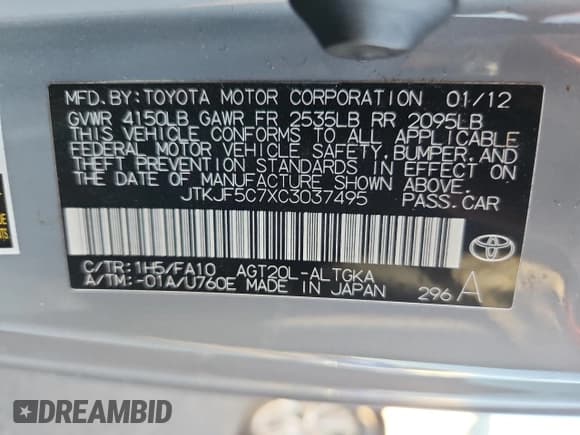 MFD. BY: TOYOTA MOTOR CORPORATION 01/12
GVWR 4150LB GAWR FR 2535LB RR 2095LB
THIS VEHICLE CONFORMS TO ALL APPLICABLE
FEDERAL MOTOR VEHICLE SAFETY, BUMPER, AND
THEFT PREVENTION STANDARDS IN EFFECT ON
THE DATE OF MANUFACTURE SHOWN ABOVE.
JTKJF5C7XC3037495 PASS. CAR
C/TR: 1H5/FA10 AGT20L-ALTGKA
A/TM: -01A/U760E MADE IN JAPAN 296 A
DREAMBID